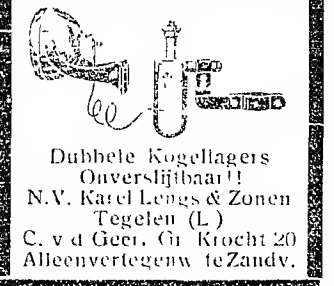 Dubbele Kogellagers
Onverslijtbaar!!
N.V. Karel Lengs & Zonen
Tegelen (L )
C. v d Geer. Gr Krocht 20
Alleenvertegenw te Zandv.